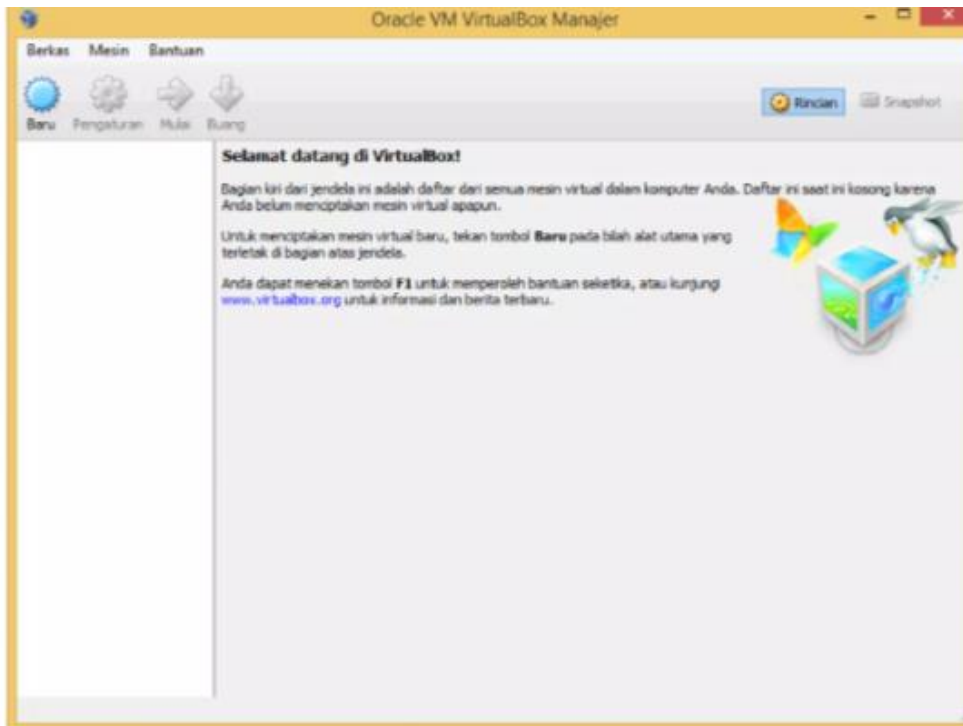 Oracle VM VirtualBox Manajer
Berkas Mesin Bantuan
Baru Pengaturan Mulai Buang
Rincian Snapshot
Selamat datang di VirtualBox!
Bagian kiri dari jendela ini adalah daftar dari semua mesin virtual dalam komputer Anda. Daftar ini saat ini kosong karena
Anda belum menciptakan mesin virtual apapun.
Untuk menciptakan mesin virtual baru, tekan tombol Baru pada bilah alat utama yang
terletak di bagian atas jendela.
Anda dapat menekan tombol F1 untuk memperoleh bantuan seketika, atau kunjungi
www.virtualbox.org untuk informasi dan berita terbaru.